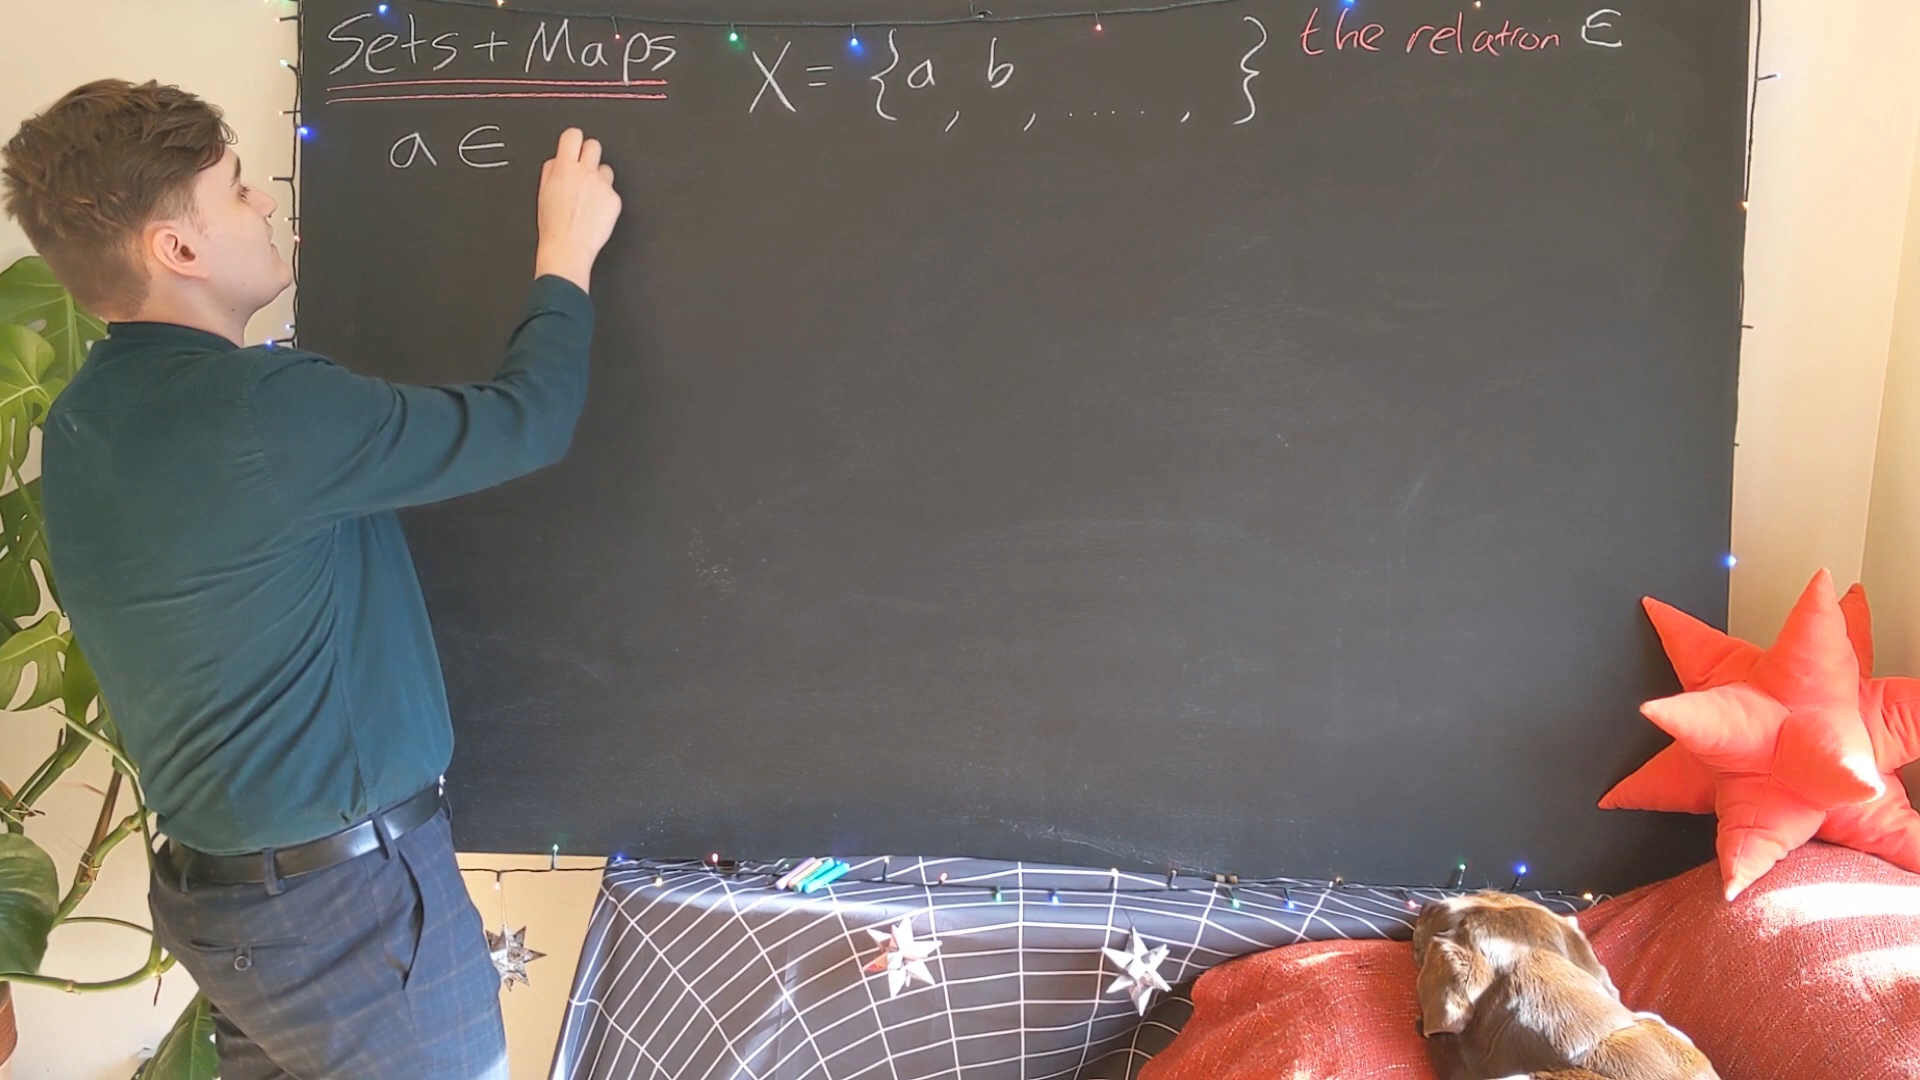 Sets + Maps
X = {a, b, ....., }
the relation ∈
a ∈